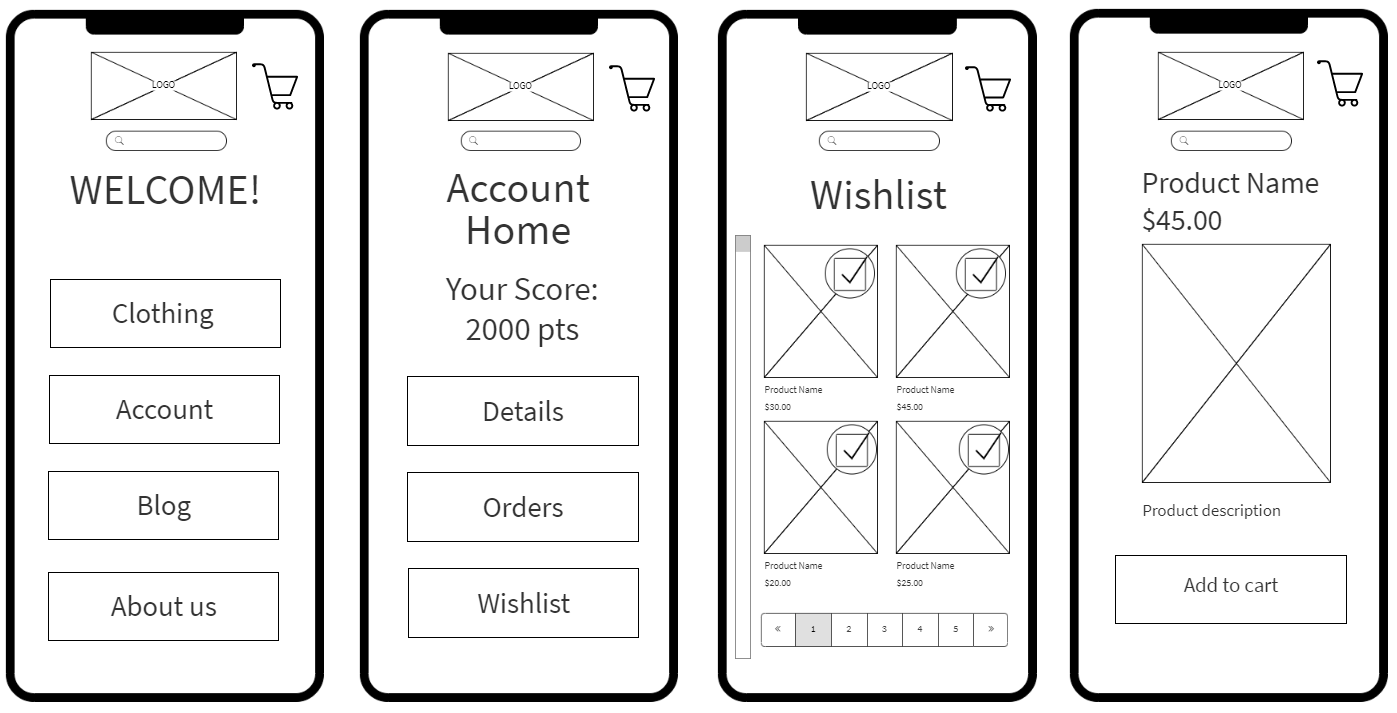 LOGO
WELCOME!
Clothing
Account
Blog
About us
LOGO
Account
Home
Your Score:
2000 pts
Details
Orders
Wishlist
LOGO
Wishlist
Product Name
$30.00
Product Name
$45.00
Product Name
$20.00
Product Name
$25.00
« 1 2 3 4 5 »
LOGO
Product Name
$45.00
Product description
Add to cart